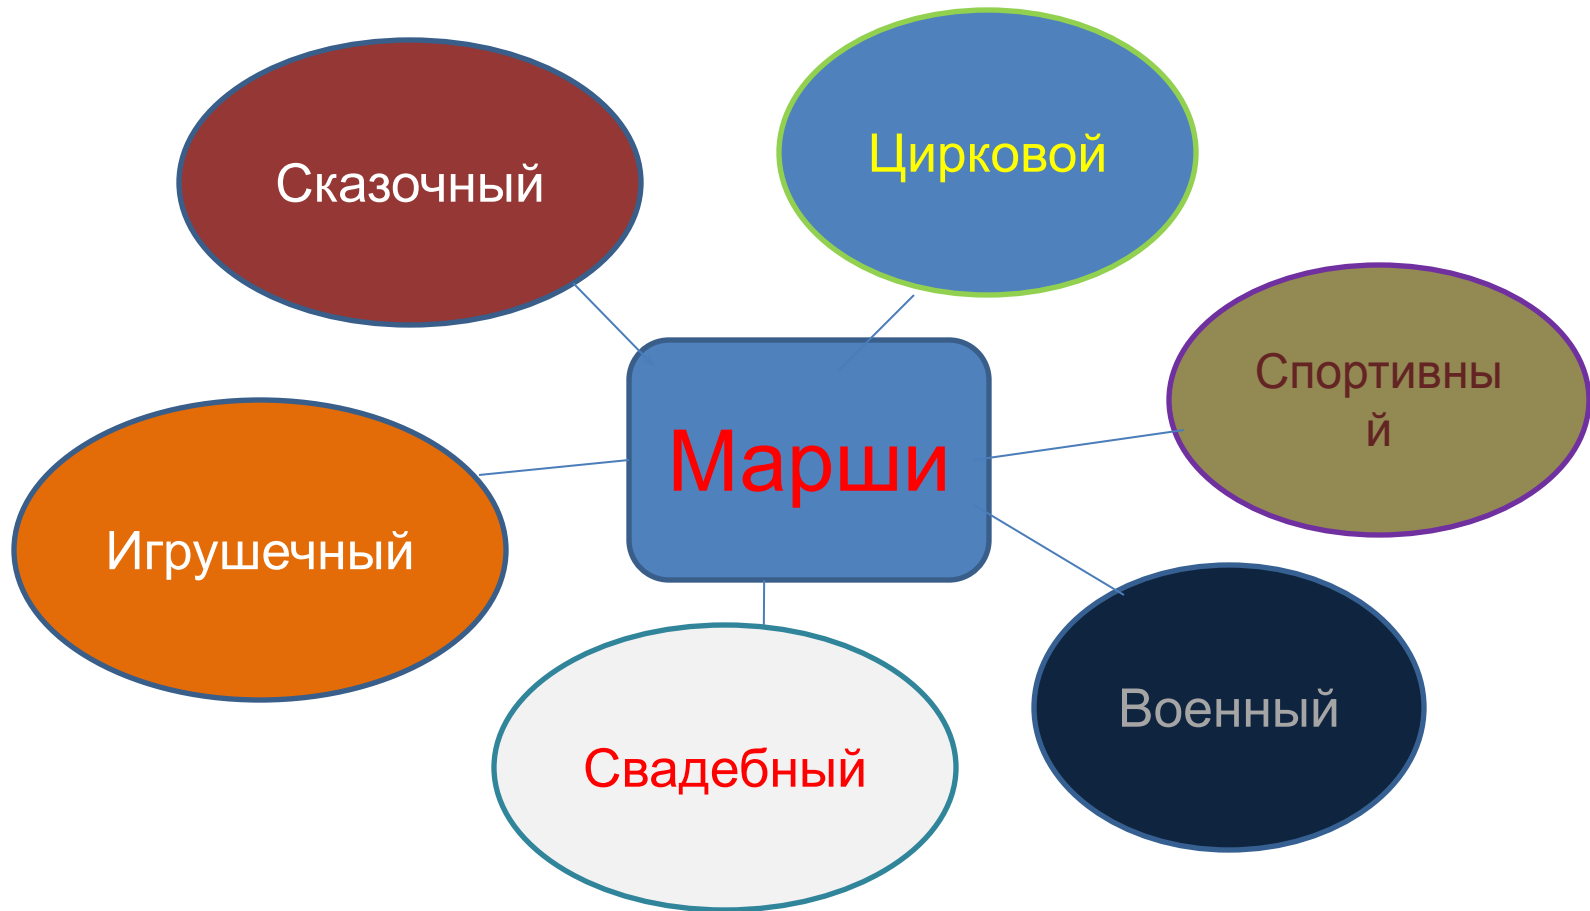 Сказочный
Цирковой
Спортивны
й
Марши
Игрушечный
Военный
Свадебный